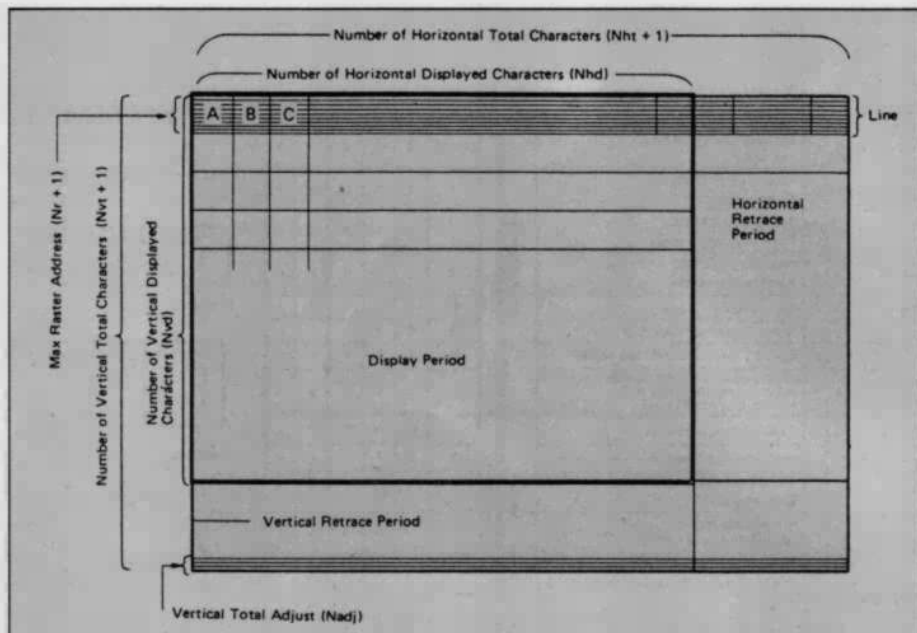 Number of Horizontal Total Characters (Nht + 1)
Number of Horizontal Displayed Characters (Nhd)
A B C
Line
Max Raster Address (Nr + 1)
Number of Vertical Total Characters (Nvt + 1)
Number of Vertical Displayed
Characters (Nvd)
Horizontal
Retrace
Period
Display Period
Vertical Retrace Period
Vertical Total Adjust (Nadj)